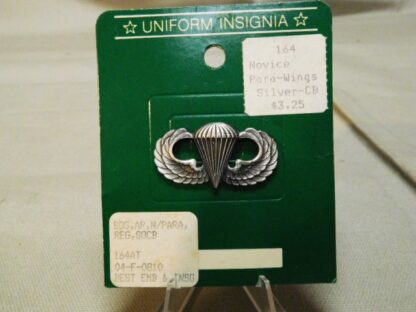 ☆ UNIFORM INSIGNIA ☆
164
Novice
Para-Wings
Silver-CB
$3.25
BDG,AR,N/PARA,
REG,SOCB
164AT
04-F-0810
BEST EMB & INSG